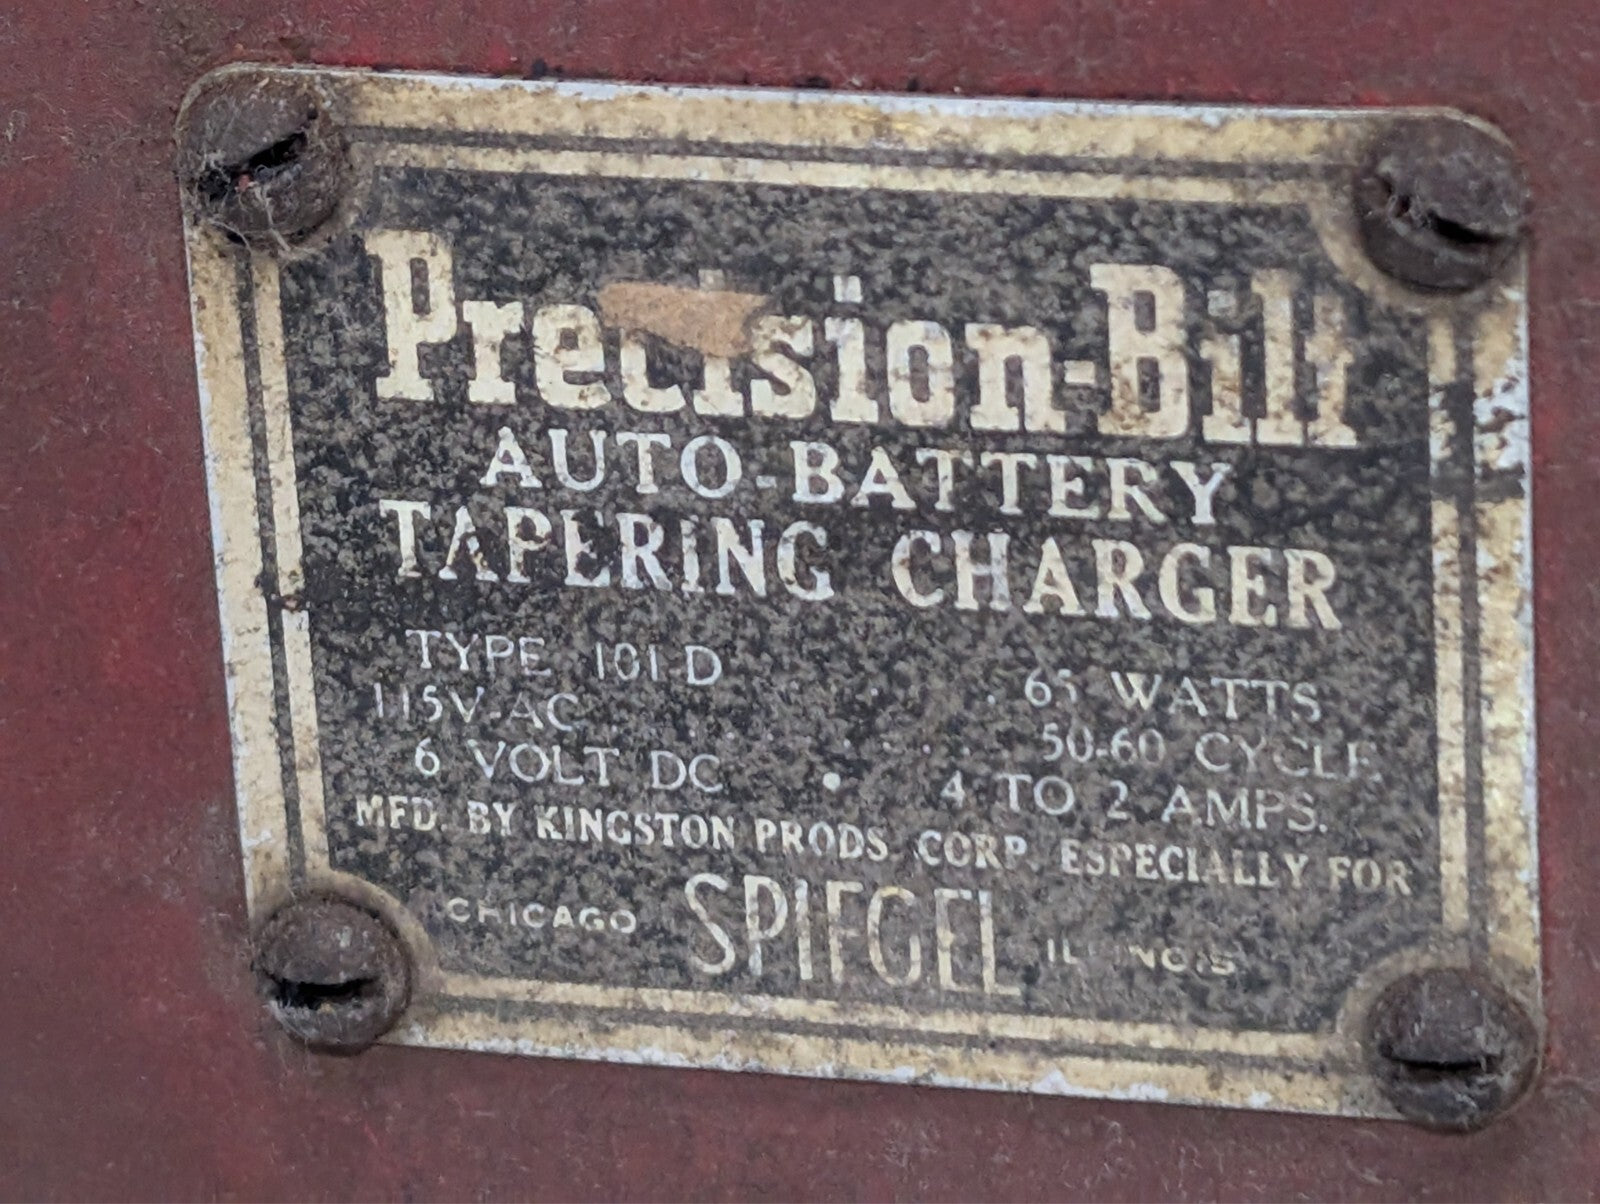 Precision-Bilt
AUTO-BATTERY
TAPERING CHARGER
TYPE 101-D 65 WATTS
115V-AC 50-60 CYCLE
6 VOLT DC • 4 TO 2 AMPS.
MFD. BY KINGSTON PRODS. CORP. ESPECIALLY FOR
CHICAGO SPIEGEL ILLINOIS